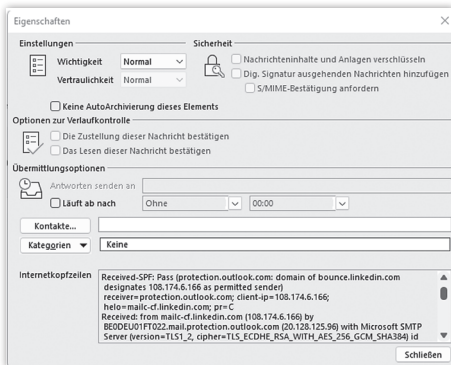 Eigenschaften
Einstellungen
Wichtigkeit Normal
Vertraulichkeit Normal
Keine AutoArchivierung dieses Elements
Sicherheit
Nachrichteninhalte und Anlagen verschlüsseln
Dig. Signatur ausgehenden Nachrichten hinzufügen
S/MIME-Bestätigung anfordern
Optionen zur Verlaufkontrolle
Die Zustellung dieser Nachricht bestätigen
Das Lesen dieser Nachricht bestätigen
Übermittlungsoptionen
Antworten senden an
Läuft ab nach Ohne 00:00
Kontakte...
Kategorien Keine
Internetkopfzeilen
Received-SPF: Pass (protection.outlook.com: domain of bounce.linkedin.com
designates 108.174.6.166 as permitted sender)
receiver=protection.outlook.com; client-ip=108.174.6.166;
helo=mailc-cf.linkedin.com; pr=C
Received: from mailc-cf.linkedin.com (108.174.6.166) by
BE0DEU01FT022.mail.protection.outlook.com (20.128.125.96) with Microsoft SMTP
Server (version=TLS1_2, cipher=TLS_ECDHE_RSA_WITH_AES_256_GCM_SHA384) id
Schließen